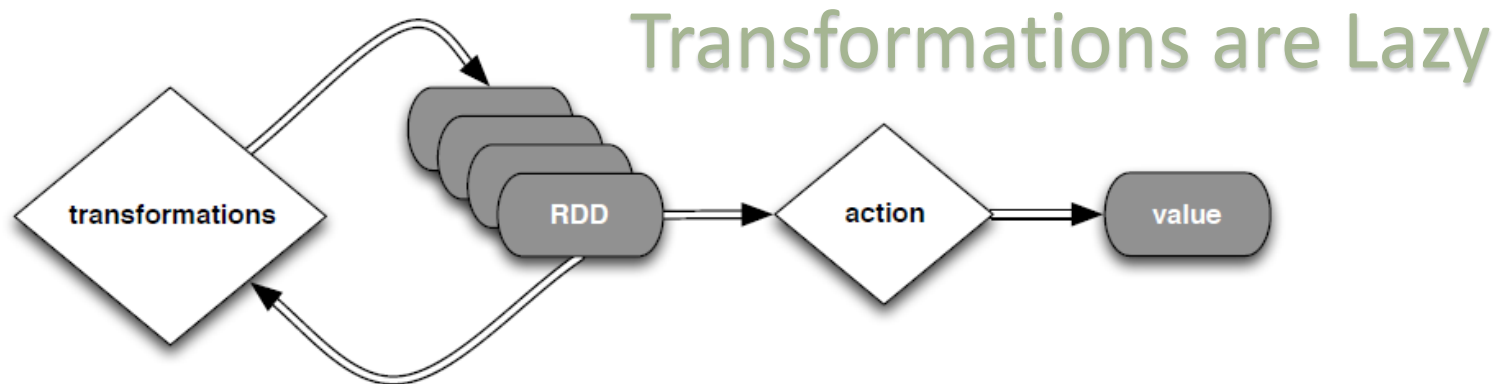 Transformations are Lazy
transformations
RDD
action
value